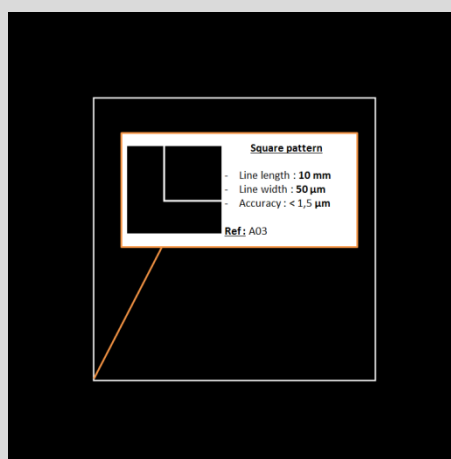 Square pattern
- Line length : 10 mm
- Line width : 50 µm
- Accuracy : < 1,5 µm
Ref : A03